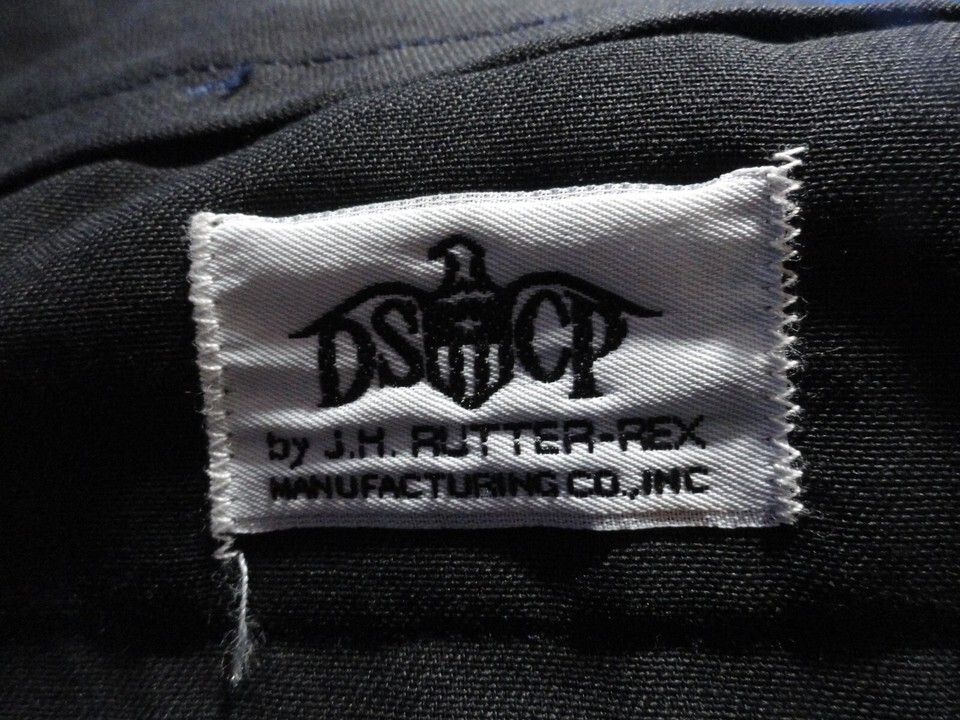 DSCP
by J.H. RUTTER-REX
MANUFACTURING CO.,INC